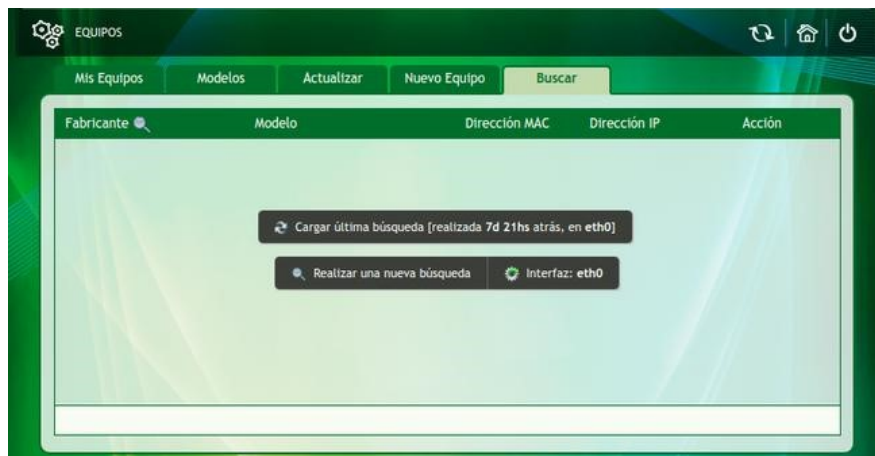 EQUIPOS
Mis Equipos Modelos Actualizar Nuevo Equipo Buscar
Fabricante Modelo Dirección MAC Dirección IP Acción
Cargar última búsqueda [realizada 7d 21hs atrás, en eth0]
Realizar una nueva búsqueda Interfaz: eth0